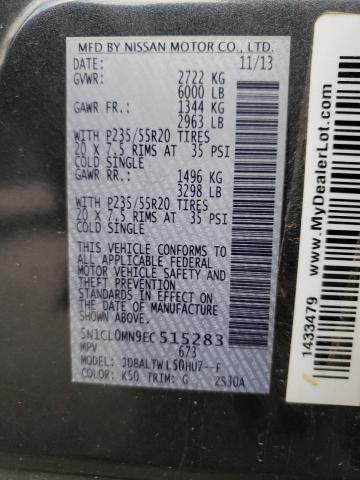 MFD BY NISSAN MOTOR CO., LTD.
DATE: 11/13
GVWR: 2722 KG
6000 LB
GAWR FR: 1344 KG
2963 LB
WITH P235/55R20 TIRES
20 X 7.5 RIMS AT 35 PSI
COLD SINGLE
GAWR RR: 1496 KG
3298 LB
WITH P235/55R20 TIRES
20 X 7.5 RIMS AT 35 PSI
COLD SINGLE
THIS VEHICLE CONFORMS TO
ALL APPLICABLE FEDERAL
MOTOR VEHICLE SAFETY AND
THEFT PREVENTION
STANDARDS IN EFFECT ON
THE DATE OF MANUFACTURE
SHOWN ABOVE.
5N1CL0MN9EC515283
MPV 673
MODEL: JDBALTWL50HU7--F
COLOR: K50 TRIM: G ZS30A
www.MyDealerLot.com
1433479